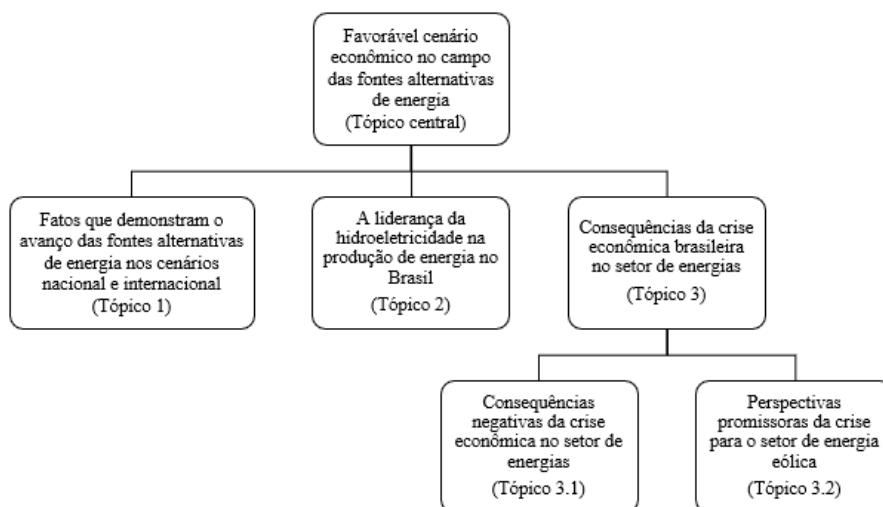 Favorável cenário
econômico no campo
das fontes alternativas
de energia
(Tópico central)
Fatos que demonstram o
avanço das fontes alternativas
de energia nos cenários
nacional e internacional
(Tópico 1)
A liderança da
hidroeletricidade na
produção de energia no
Brasil
(Tópico 2)
Consequências da crise
econômica brasileira
no setor de energias
(Tópico 3)
Consequências
negativas da crise
econômica no setor de
energias
(Tópico 3.1)
Perspectivas
promissoras da crise
para o setor de energia
eólica
(Tópico 3.2)